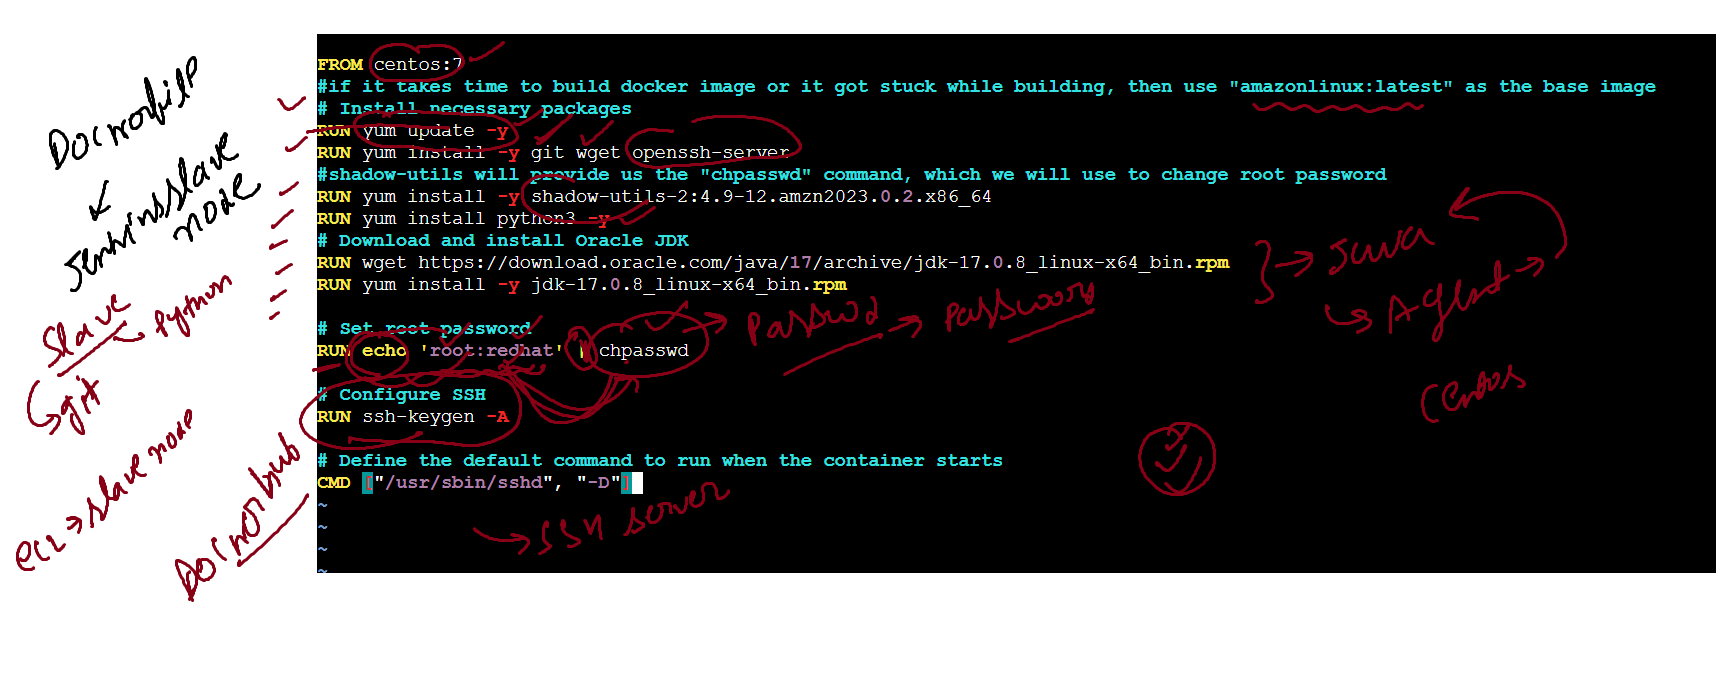 FROM centos:7
#if it takes time to build docker image or it got stuck while building, then use "amazonlinux:latest" as the base image
# Install necessary packages
RUN yum update -y
RUN yum install -y git wget openssh-server
#shadow-utils will provide us the "chpasswd" command, which we will use to change root password
RUN yum install -y shadow-utils-2:4.9-12.amzn2023.0.2.x86_64
RUN yum install python3 -y
# Download and install Oracle JDK
RUN wget https://download.oracle.com/java/17/archive/jdk-17.0.8_linux-x64_bin.rpm
RUN yum install -y jdk-17.0.8_linux-x64_bin.rpm
# Set root password
RUN echo 'root:redhat' | chpasswd
# Configure SSH
RUN ssh-keygen -A
# Define the default command to run when the container starts
CMD ["/usr/sbin/sshd", "-D"]
~
~
~
~
Dockerfile
Jenkinsslave
node
slave
Python
git
ec2 → slave node
Dockerhub
Java
Agent
Passwd
Centos
SSH server